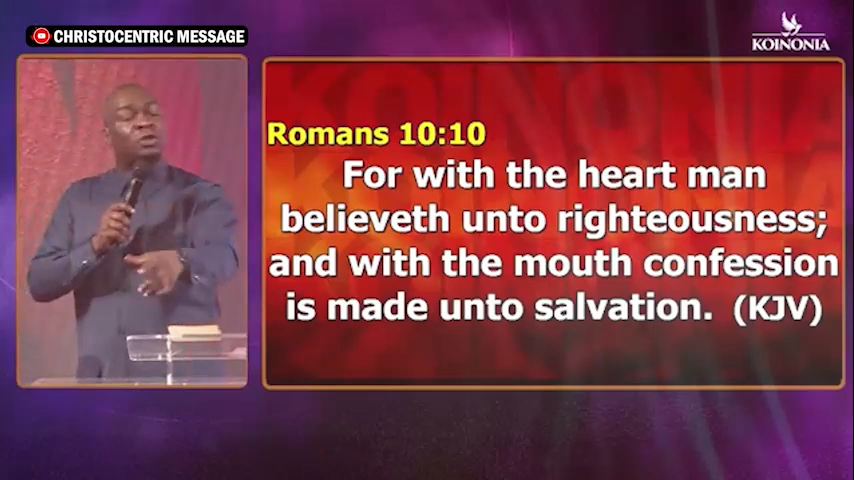 CHRISTOCENTRIC MESSAGE
KOINONIA
Romans 10:10
For with the heart man
believeth unto righteousness;
and with the mouth confession
is made unto salvation. (KJV)